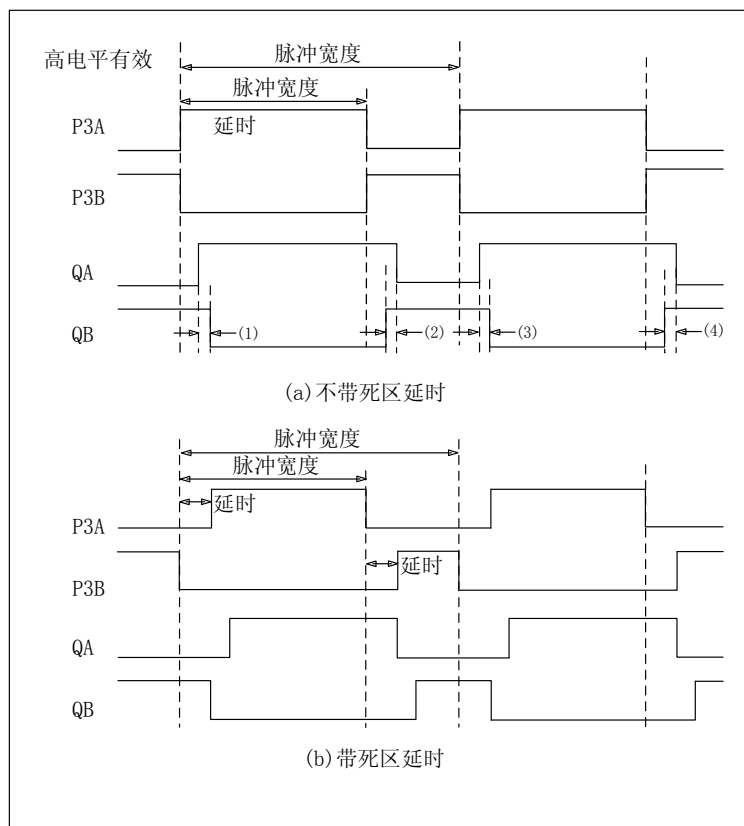 高电平有效
脉冲宽度
脉冲宽度
P3A
延时
P3B
QA
QB
(1)
(2)
(3)
(4)
(a)不带死区延时
脉冲宽度
脉冲宽度
延时
P3A
延时
P3B
QA
QB
(b)带死区延时